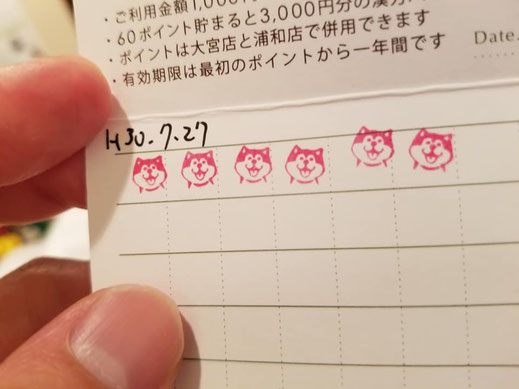 ・ご利用金額1,000
・60ポイント貯まると3,000円分の漢方
・ポイントは大宮店と浦和店で併用できます
・有効期限は最初のポイントから一年間です
Date.
H30.7.27